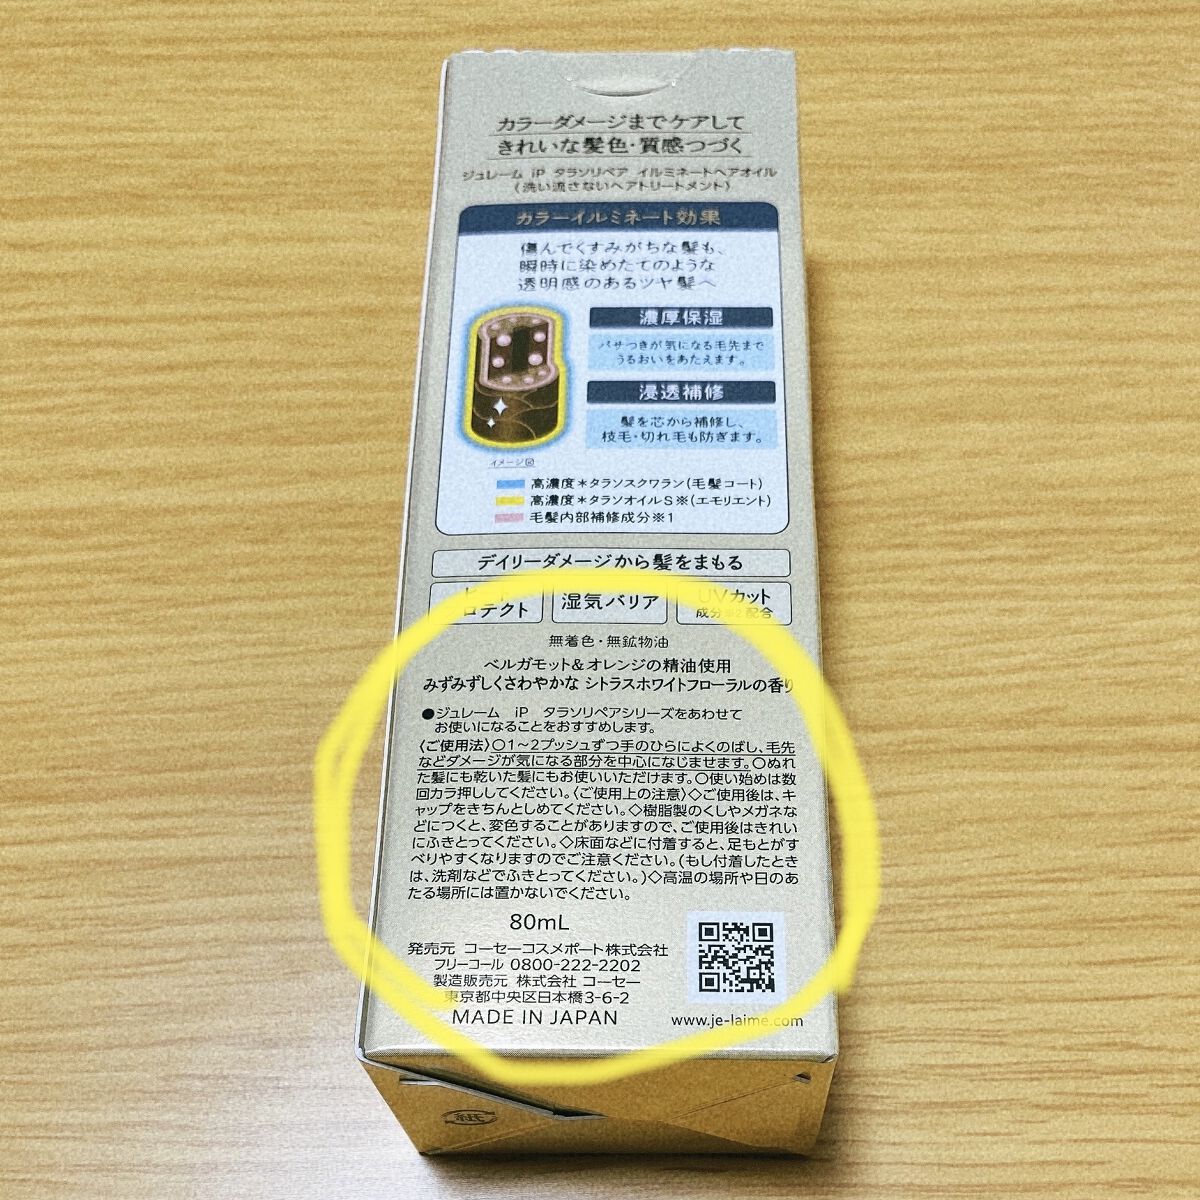 カラーダメージまでケアして
きれいな髪色・質感つづく
ジュレーム iP タラソリペア イルミネートヘアオイル
(洗い流さないヘアトリートメント)
カラーイルミネート効果
傷んでくすみがちな髪も、
瞬時に染めたてのような
透明感のあるツヤ髪へ
濃厚保湿
パサつきが気になる毛先まで
うるおいをあたえます。
浸透補修
髪を芯から補修し、
枝毛・切れ毛も防ぎます。
イメージ図
高濃度＊タラソスクワラン(毛髪コート)
高濃度＊タラソオイルS※(エモリエント)
毛髪内部補修成分※1
デイリーダメージから髪をまもる
湿気バリア
UVカット
成分※2配合
無着色・無鉱物油
ベルガモット&オレンジの精油使用
みずみずしくさわやかな シトラスホワイトフローラルの香り
●ジュレーム iP タラソリペアシリーズをあわせて
お使いになることをおすすめします。
〈ご使用法〉○1～2プッシュずつ手のひらによくのばし、毛先
などダメージが気になる部分を中心になじませます。○ぬれ
た髪にも乾いた髪にもお使いいただけます。○使い始めは数
回カラ押ししてください。〈ご使用上の注意〉◇ご使用後は、キ
ャップをきちんとしめてください。◇樹脂製のくしやメガネな
どにつくと、変色することがありますので、ご使用後はきれい
にふきとってください。◇床面などに付着すると、足もとがす
べりやすくなりますのでご注意ください。(もし付着したとき
は、洗剤などでふきとってください。)◇高温の場所や日のあ
たる場所には置かないでください。
80mL
発売元 コーセーコスメポート株式会社
フリーコール 0800-222-2202
製造販売元 株式会社 コーセー
東京都中央区日本橋3-6-2
MADE IN JAPAN
www.je-laime.com
紙